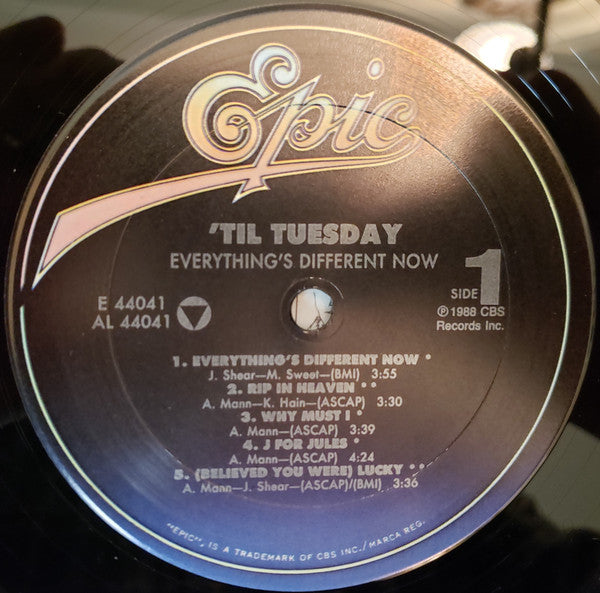 Epic
'TIL TUESDAY
EVERYTHING'S DIFFERENT NOW
E 44041
AL 44041
SIDE 1
℗ 1988 CBS
Records Inc.
1. EVERYTHING'S DIFFERENT NOW *
J. Shear—M. Sweet—(BMI) 3:55
2. RIP IN HEAVEN **
A. Mann—K. Hain—(ASCAP) 3:30
3. WHY MUST I *
A. Mann—(ASCAP) 3:39
4. J FOR JULES *
A. Mann—(ASCAP) 4:24
5. (BELIEVED YOU WERE) LUCKY **
A. Mann—J. Shear—(ASCAP)/(BMI) 3:36
"EPIC", IS A TRADEMARK OF CBS INC./MARCA REG.